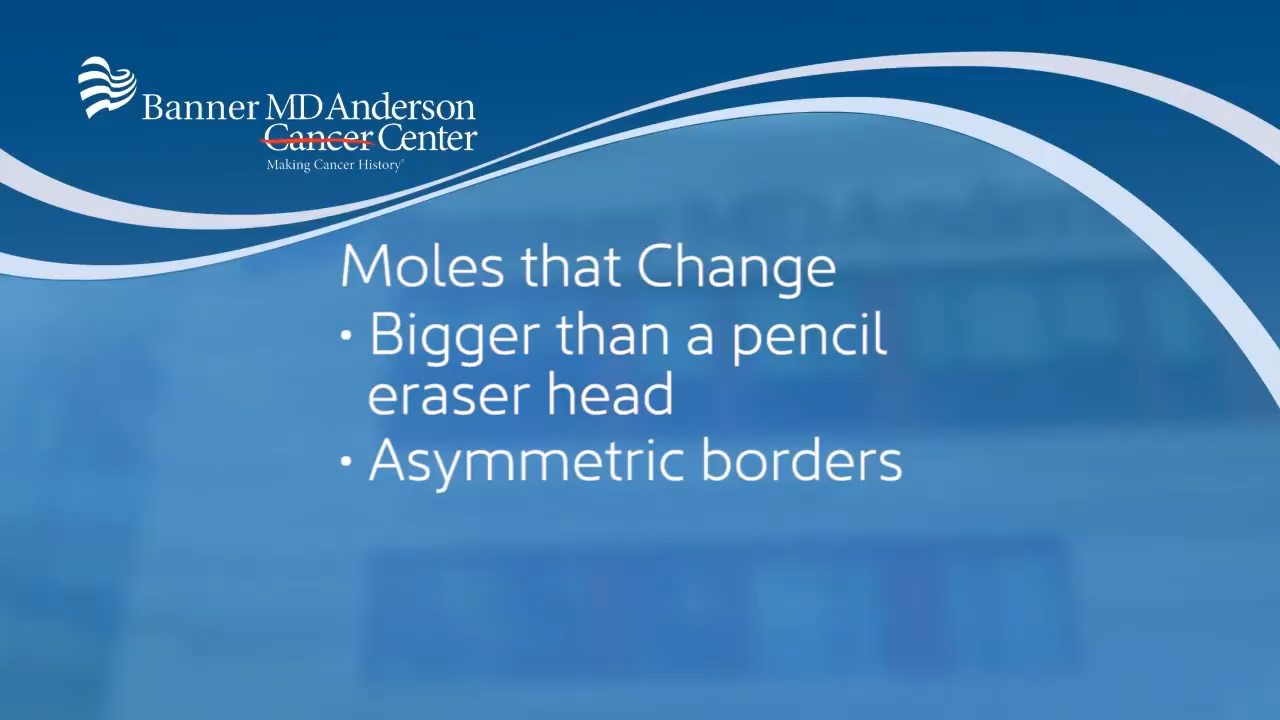 Banner MD Anderson
Cancer Center
Making Cancer History®
Moles that Change
• Bigger than a pencil
eraser head
• Asymmetric borders